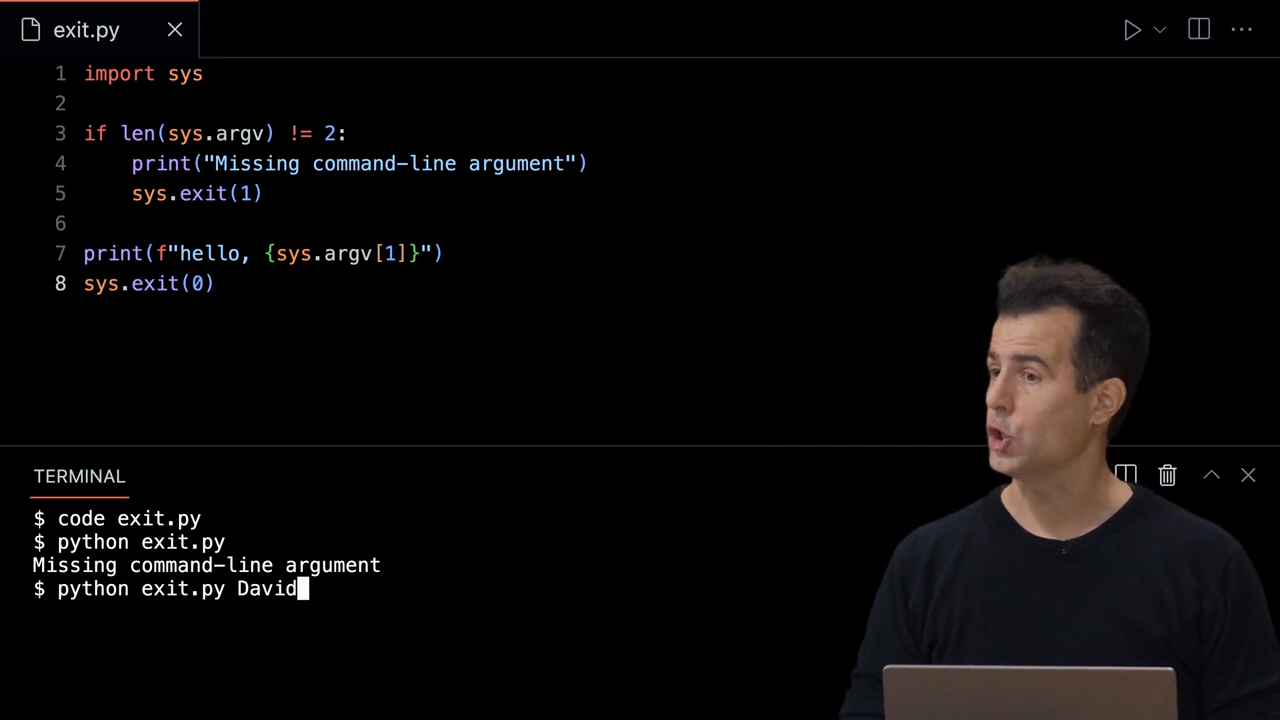 exit.py
1 import sys
2
3 if len(sys.argv) != 2:
4     print("Missing command-line argument")
5     sys.exit(1)
6
7 print(f"hello, {sys.argv[1]}")
8 sys.exit(0)
TERMINAL
$ code exit.py
$ python exit.py
Missing command-line argument
$ python exit.py David